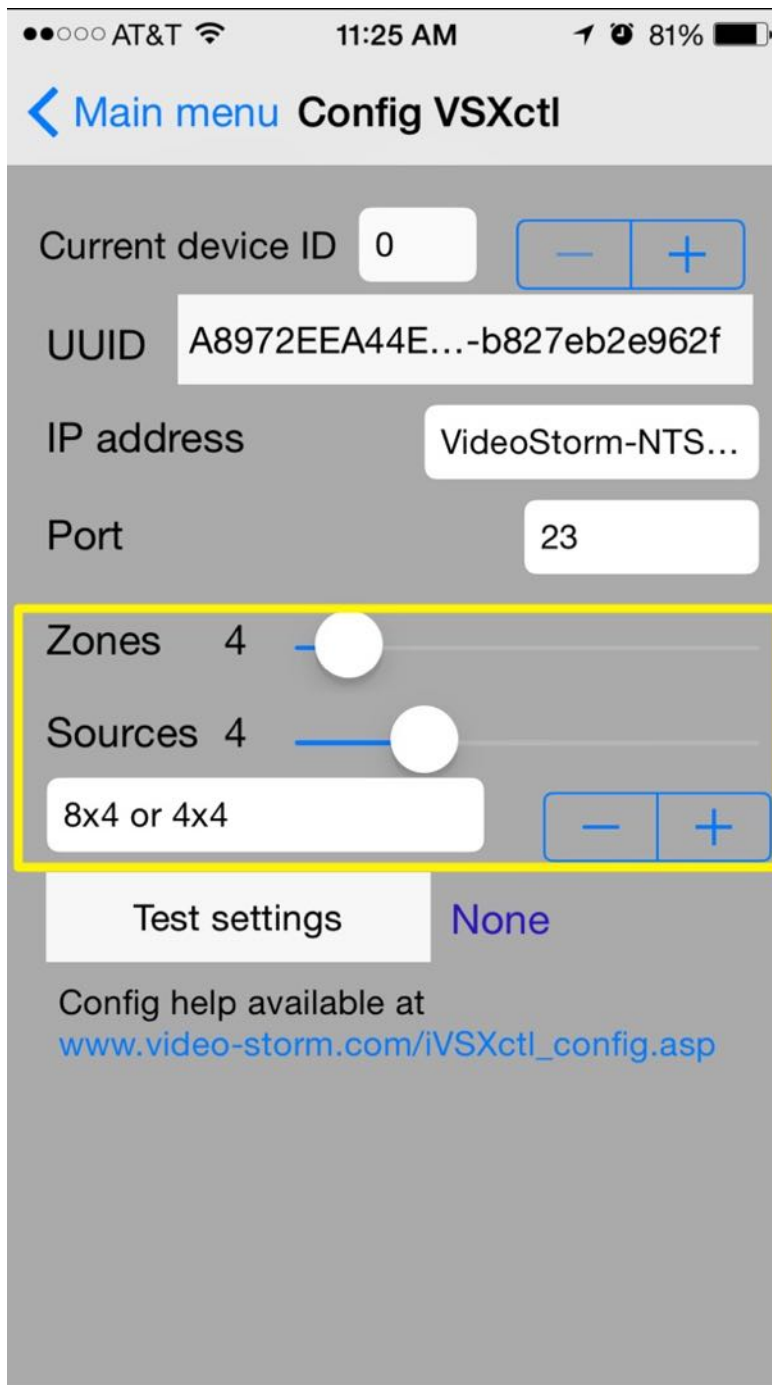 AT&T 11:25 AM 81%
Main menu Config VSXctl
Current device ID 0 − +
UUID A8972EEA44E...-b827eb2e962f
IP address VideoStorm-NTS...
Port 23
Zones 4
Sources 4
8x4 or 4x4 − +
Test settings None
Config help available at
www.video-storm.com/iVSXctl_config.asp